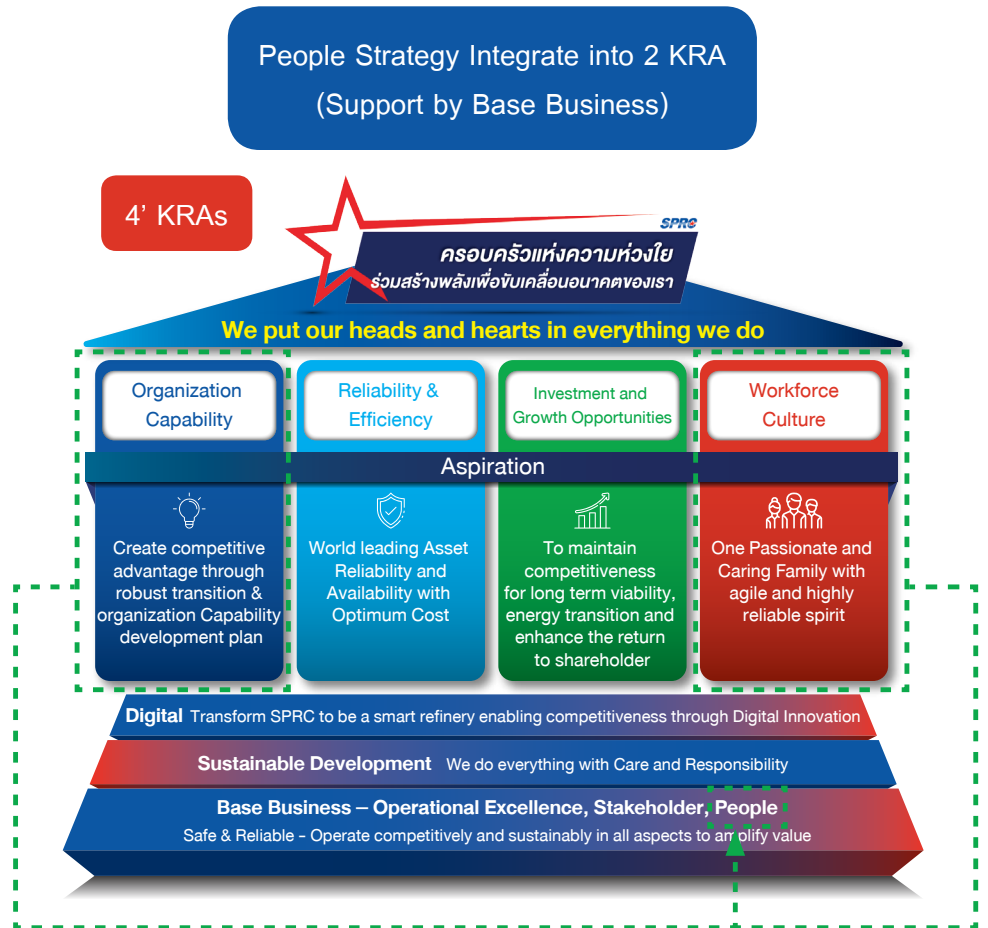 People Strategy Integrate into 2 KRA
(Support by Base Business)
4’ KRAs
SPRC
ครอบครัวแห่งความห่วงใย
ร่วมสร้างพลังเพื่อขับเคลื่อนอนาคตของเรา
We put our heads and hearts in everything we do
Organization
Capability
Reliability &
Efficiency
Investment and
Growth Opportunities
Workforce
Culture
Aspiration
Create competitive
advantage through
robust transition &
organization Capability
development plan
World leading Asset
Reliability and
Availability with
Optimum Cost
To maintain
competitiveness
for long term viability,
energy transition and
enhance the return
to shareholder
One Passionate and
Caring Family with
agile and highly
reliable spirit
Digital Transform SPRC to be a smart refinery enabling competitiveness through Digital Innovation
Sustainable Development We do everything with Care and Responsibility
Base Business – Operational Excellence, Stakeholder, People
Safe & Reliable - Operate competitively and sustainably in all aspects to amplify value